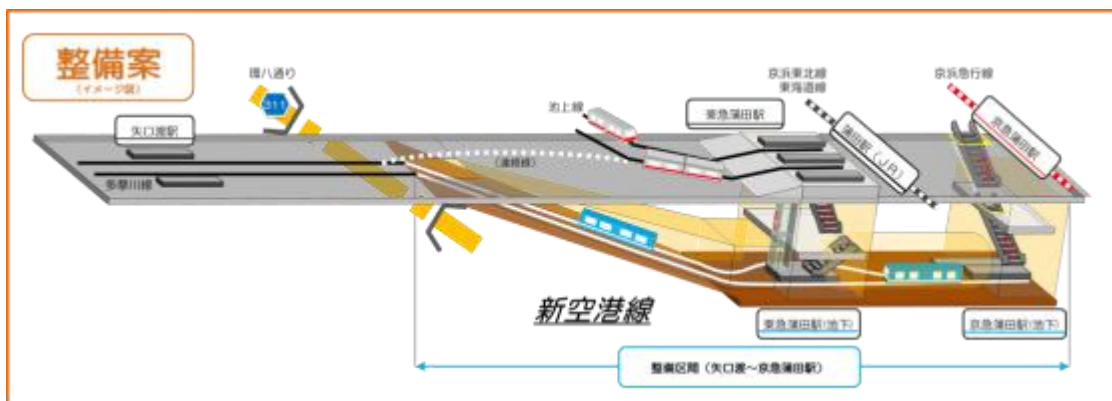 整備案
(イメージ図)
環八通り
311
矢口渡駅
多摩川線
池上線
(連絡線)
東急蒲田駅
京浜東北線
東海道線
蒲田駅(JR)
京浜急行線
京急蒲田駅
新空港線
東急蒲田駅(地下)
京急蒲田駅(地下)
整備区間(矢口渡~京急蒲田駅)